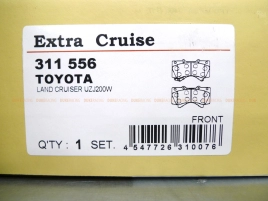 Extra Cruise
311 556
TOYOTA
LAND CRUISER UZJ200W
FRONT
Q'TY : 1 SET.
4 547726 310076